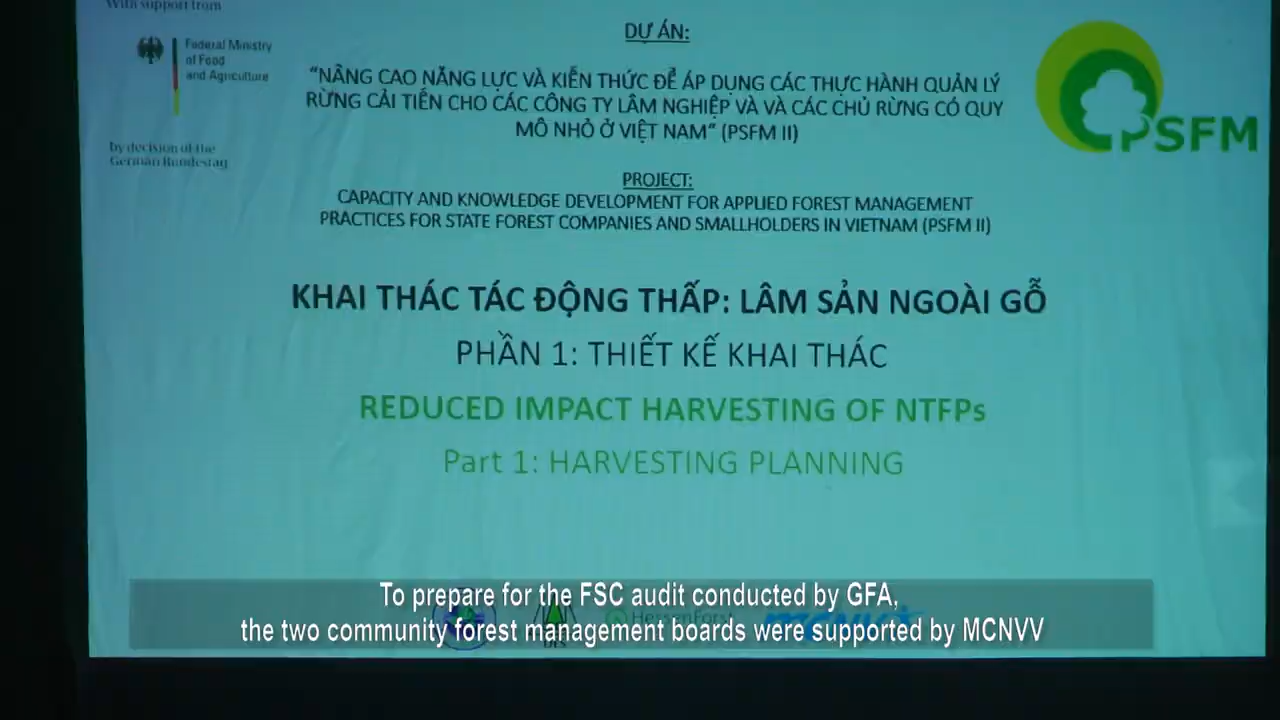 With support from
Federal Ministry
of Food
and Agriculture
by decision of the
German Bundestag
DỰ ÁN:
“NÂNG CAO NĂNG LỰC VÀ KIẾN THỨC ĐỂ ÁP DỤNG CÁC THỰC HÀNH QUẢN LÝ
RỪNG CẢI TIẾN CHO CÁC CÔNG TY LÂM NGHIỆP VÀ VÀ CÁC CHỦ RỪNG CÓ QUY
MÔ NHỎ Ở VIỆT NAM“ (PSFM II)
PSFM
PROJECT:
CAPACITY AND KNOWLEDGE DEVELOPMENT FOR APPLIED FOREST MANAGEMENT
PRACTICES FOR STATE FOREST COMPANIES AND SMALLHOLDERS IN VIETNAM (PSFM II)
KHAI THÁC TÁC ĐỘNG THẤP: LÂM SẢN NGOÀI GỖ
PHẦN 1: THIẾT KẾ KHAI THÁC
REDUCED IMPACT HARVESTING OF NTFPs
Part 1: HARVESTING PLANNING
HessenForst
To prepare for the FSC audit conducted by GFA,
the two community forest management boards were supported by MCNVV